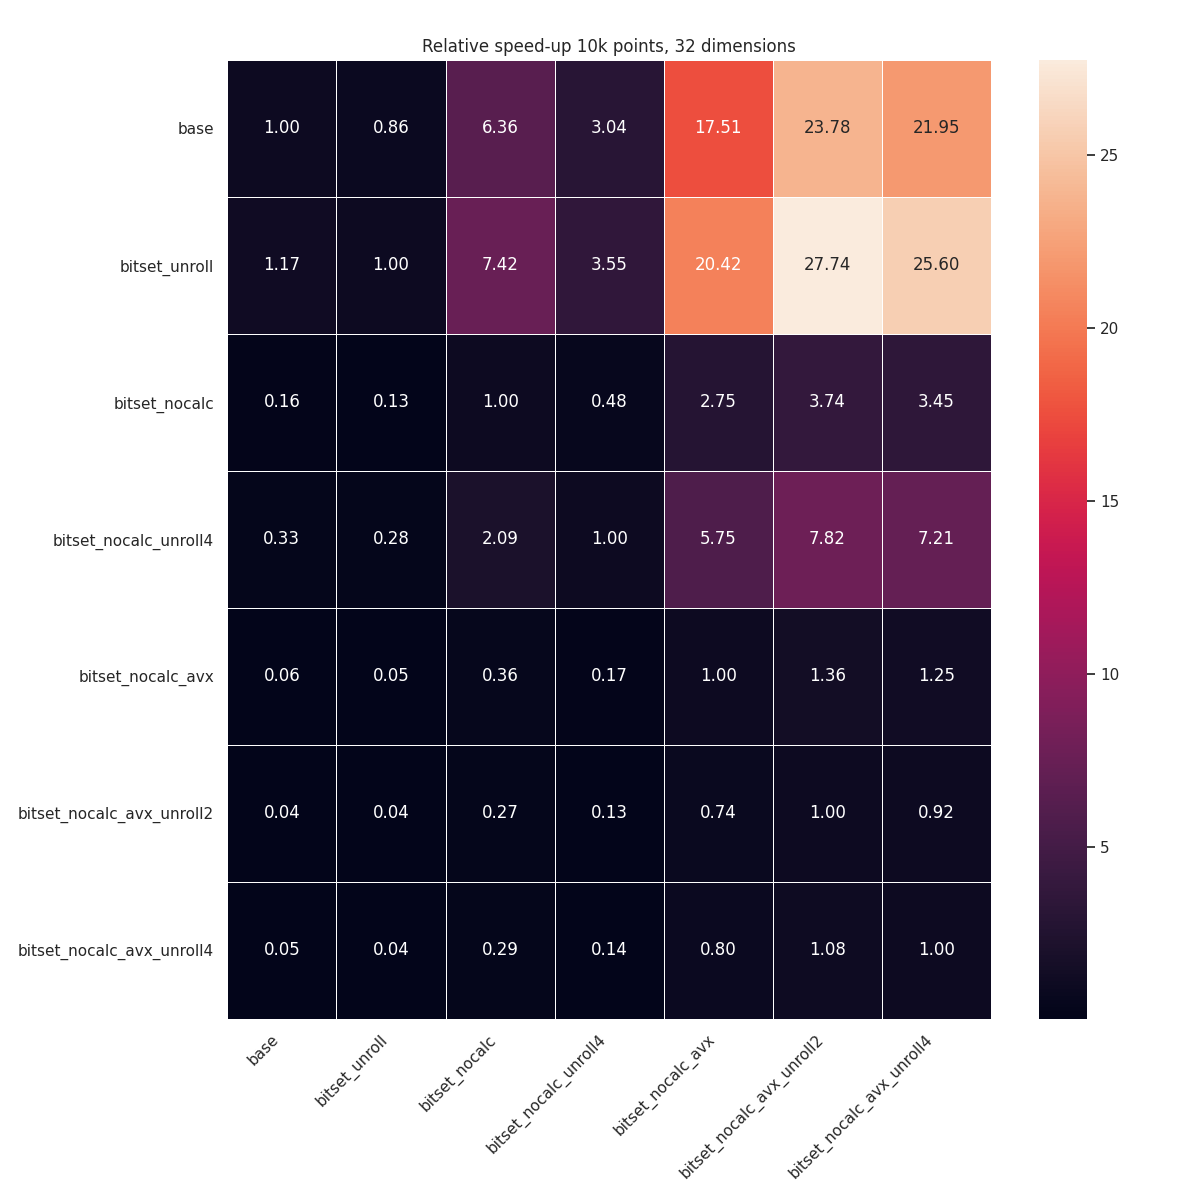 Relative speed-up 10k points, 32 dimensions
base 1.00 0.86 6.36 3.04 17.51 23.78 21.95
bitset_unroll 1.17 1.00 7.42 3.55 20.42 27.74 25.60
bitset_nocalc 0.16 0.13 1.00 0.48 2.75 3.74 3.45
bitset_nocalc_unroll4 0.33 0.28 2.09 1.00 5.75 7.82 7.21
bitset_nocalc_avx 0.06 0.05 0.36 0.17 1.00 1.36 1.25
bitset_nocalc_avx_unroll2 0.04 0.04 0.27 0.13 0.74 1.00 0.92
bitset_nocalc_avx_unroll4 0.05 0.04 0.29 0.14 0.80 1.08 1.00
base
bitset_unroll
bitset_nocalc
bitset_nocalc_unroll4
bitset_nocalc_avx
bitset_nocalc_avx_unroll2
bitset_nocalc_avx_unroll4
25
20
15
10
5